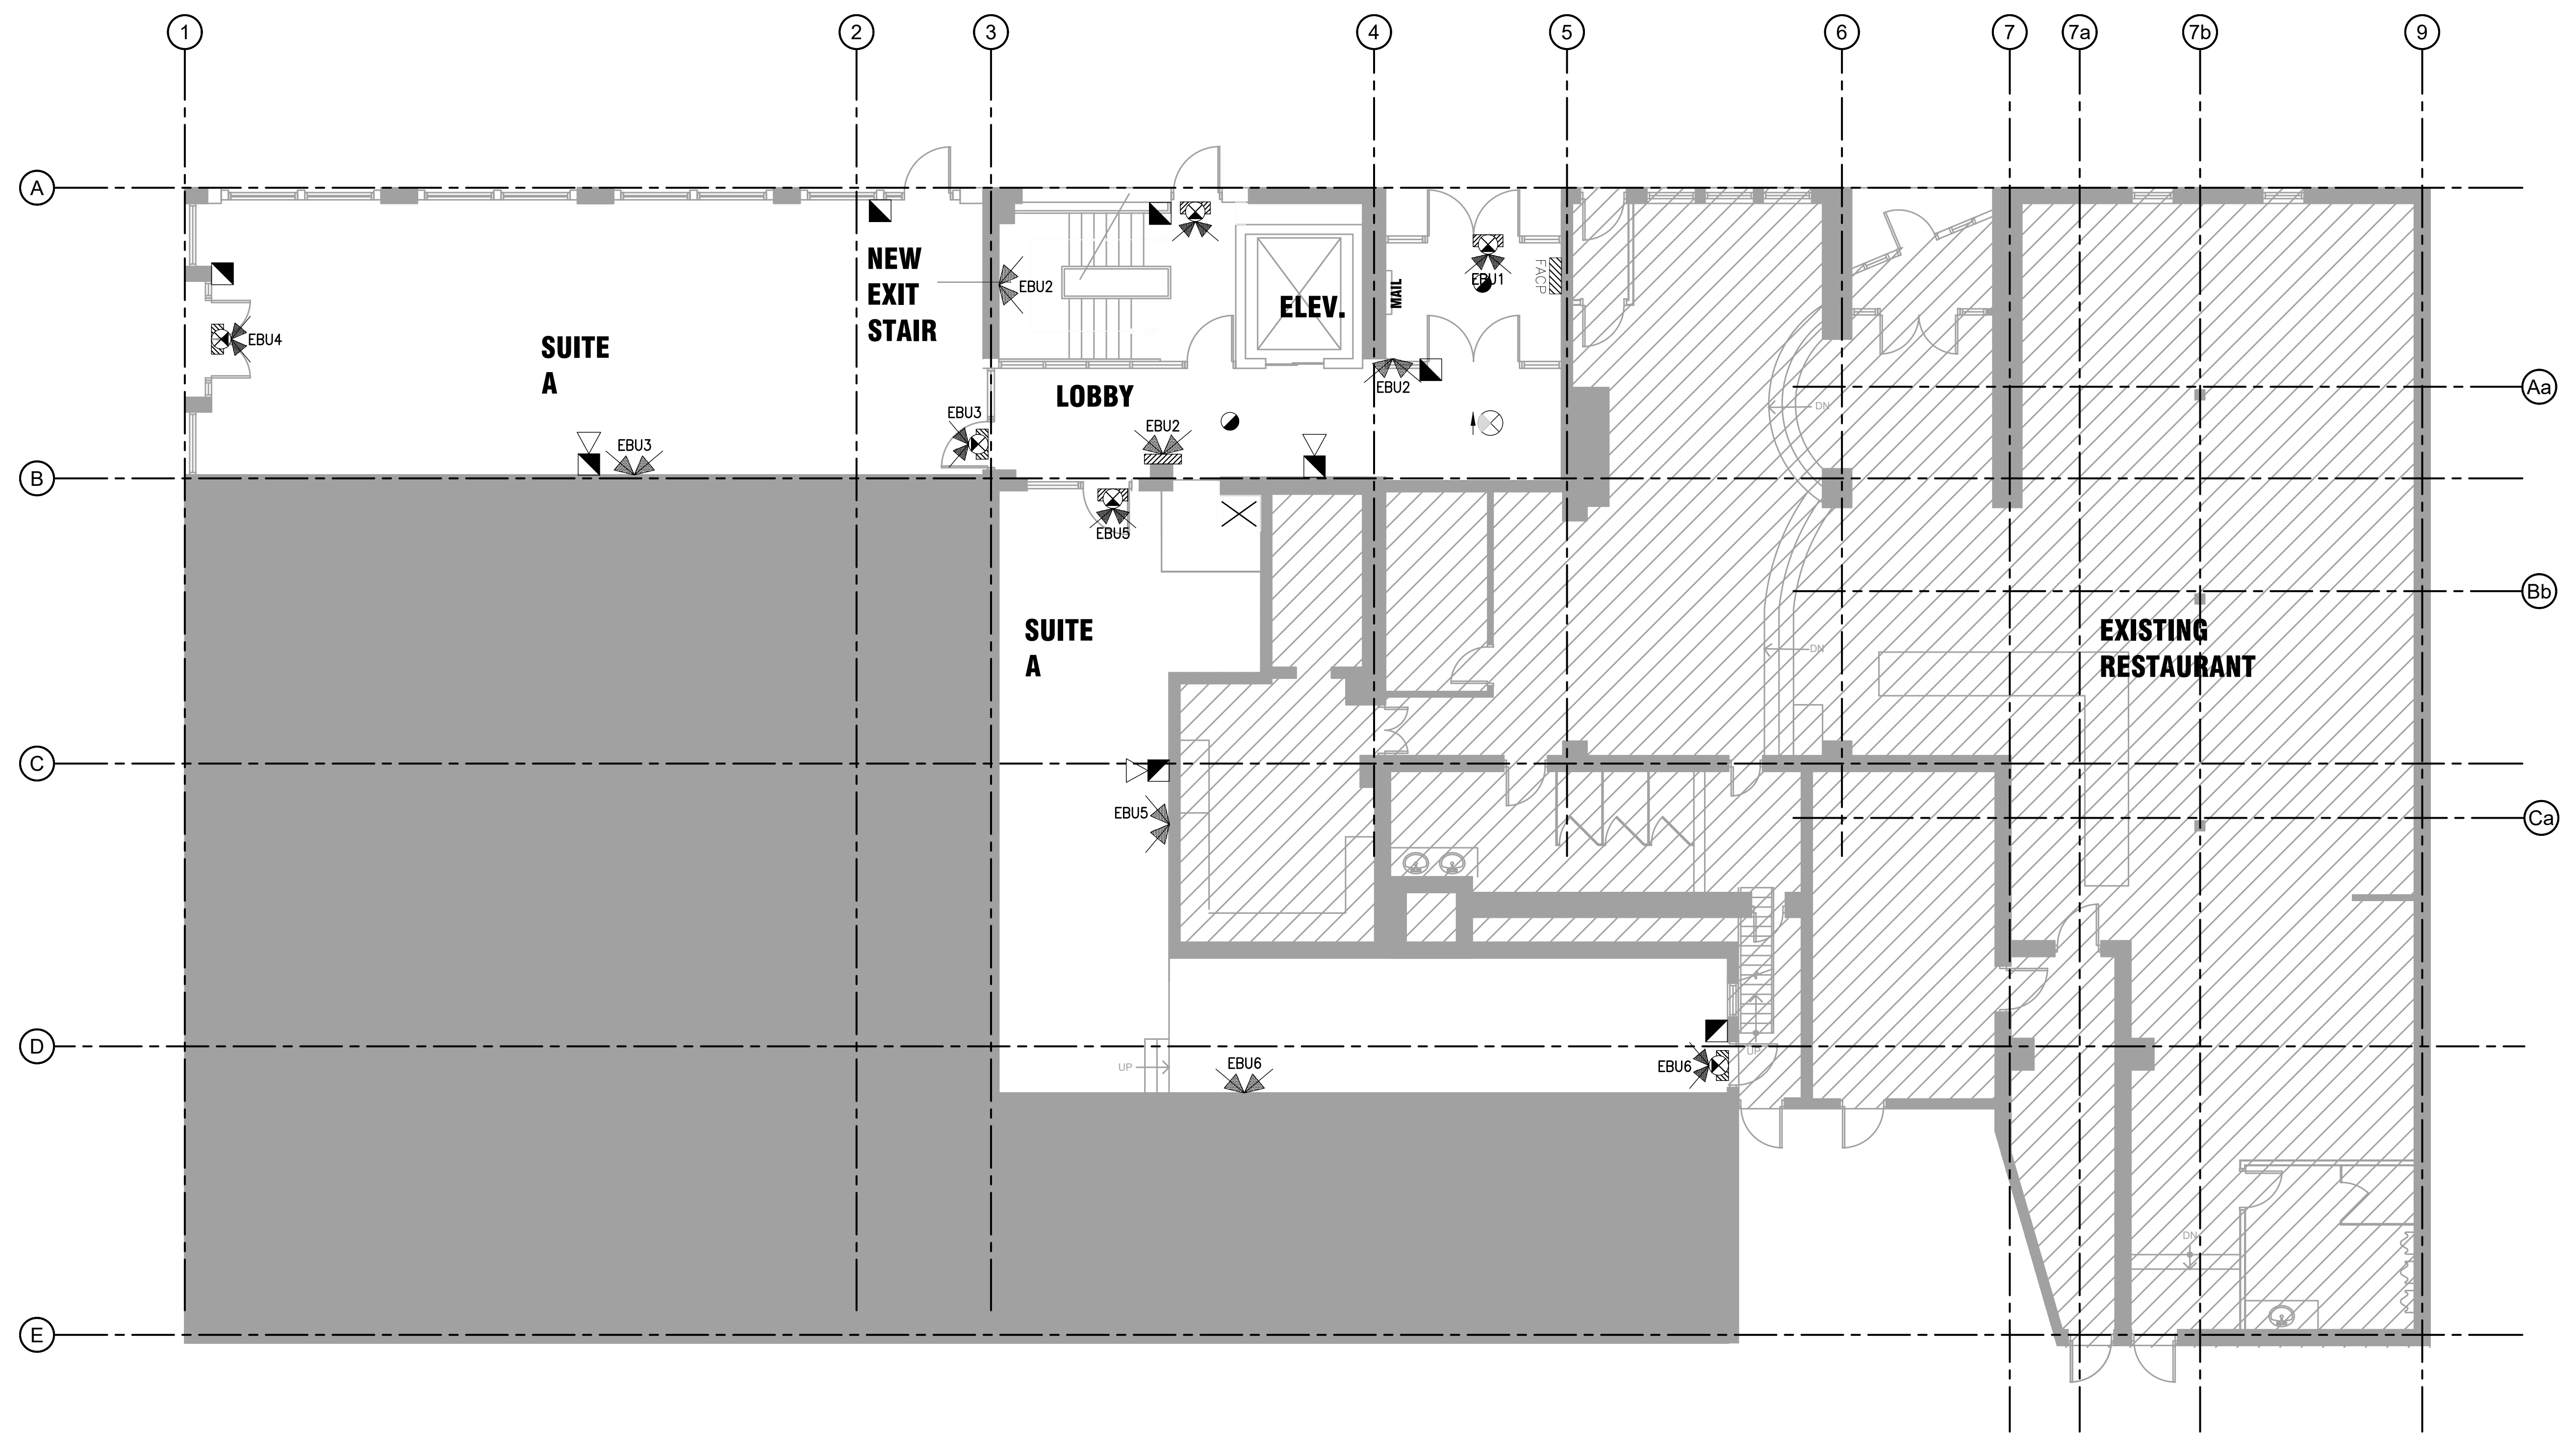 1
2
3
4
5
6
7
7a
7b
9
A
NEW
EXIT
STAIR
EBU2
ELEV.
MAIL
EBU1
FACP
EBU4
SUITE
A
LOBBY
EBU2
Aa
DN
EBU3
EBU3
EBU2
B
EBU5
Bb
SUITE
A
DN
EXISTING
RESTAURANT
C
EBU5
Ca
D
UP
UP
EBU6
EBU6
DN
E